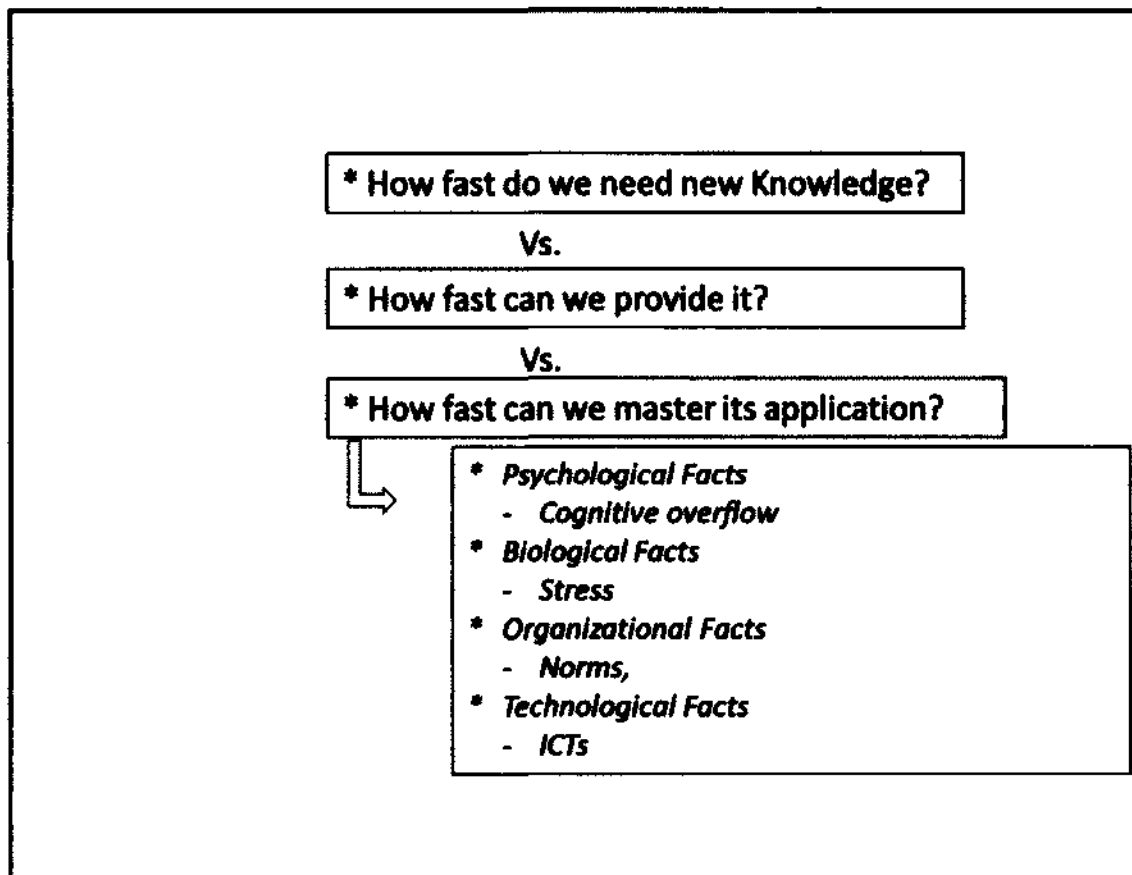 * How fast do we need new Knowledge?
Vs.
* How fast can we provide it?
Vs.
* How fast can we master its application?
* Psychological Facts
- Cognitive overflow
* Biological Facts
- Stress
* Organizational Facts
- Norms,
* Technological Facts
- ICTs